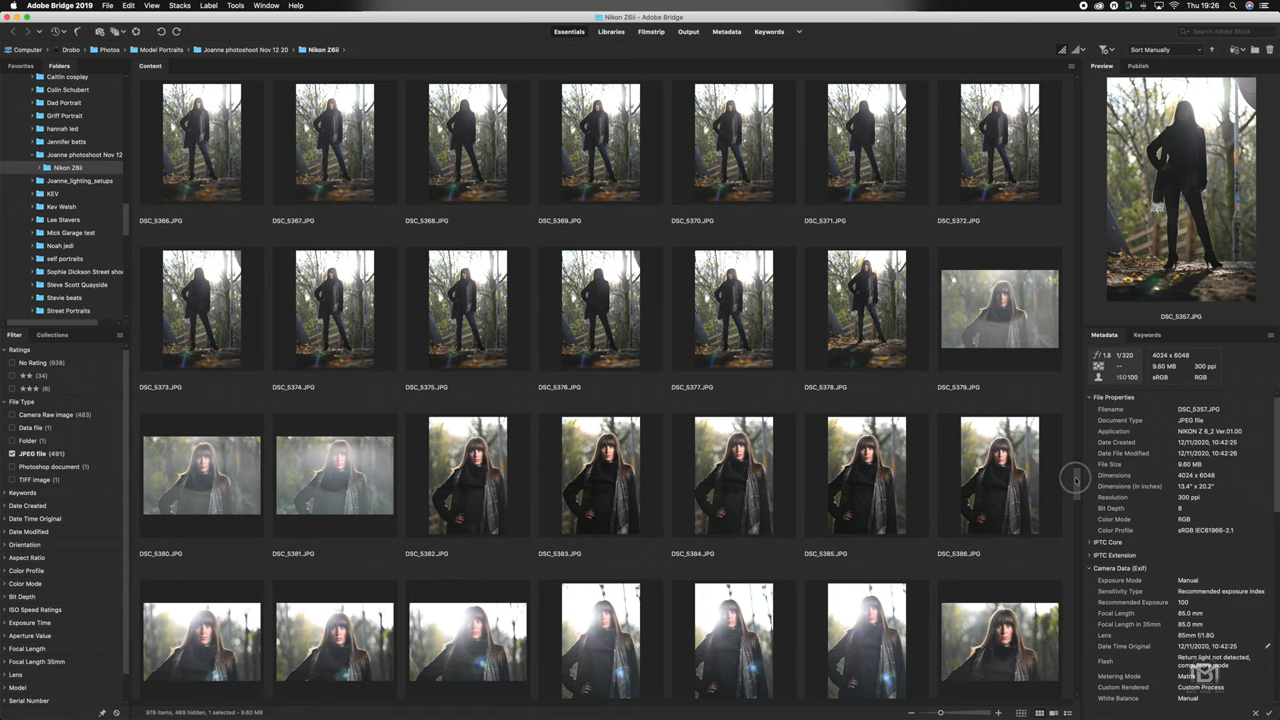 Adobe Bridge 2019 File Edit View Stacks Label Tools Window Help Thu 19:26
Nikon Z6ii - Adobe Bridge
Essentials Libraries Filmstrip Output Metadata Keywords Search Adobe Stock
Computer Drobo Photos Model Portraits Joanne photoshoot Nov 12 20 Nikon Z6ii Sort Manually
Favorites Folders
Caitlin cosplay
Colin Schubert
Dad Portrait
Griff Portrait
hannah led
Jennifer betts
Joanne photoshoot Nov 12
Nikon Z6ii
Joanne_lighting_setups
KEV
Kev Welsh
Lee Stavers
Mick Garage test
Noah jedi
self portraits
Sophie Dickson Street shoo
Steve Scott Quayside
Stevie beats
Street Portraits
Filter Collections
Ratings
No Rating (938)
★★ (34)
★★★ (6)
File Type
Camera Raw image (483)
Data file (1)
Folder (1)
JPEG file (491)
Photoshop document (1)
TIFF image (1)
Keywords
Date Created
Date Time Original
Date Modified
Orientation
Aspect Ratio
Color Profile
Color Mode
Bit Depth
ISO Speed Ratings
Exposure Time
Aperture Value
Focal Length
Focal Length 35mm
Lens
Model
Serial Number
Content
DSC_5366.JPG DSC_5367.JPG DSC_5368.JPG DSC_5369.JPG DSC_5370.JPG DSC_5371.JPG DSC_5372.JPG
DSC_5373.JPG DSC_5374.JPG DSC_5375.JPG DSC_5376.JPG DSC_5377.JPG DSC_5378.JPG DSC_5379.JPG
DSC_5380.JPG DSC_5381.JPG DSC_5382.JPG DSC_5383.JPG DSC_5384.JPG DSC_5385.JPG DSC_5386.JPG
978 items, 489 hidden, 1 selected - 9.60 MB
Preview Publish
DSC_5357.JPG
Metadata Keywords
f/ 1.8 1/320 4024 x 6048
-- 9.60 MB 300 ppi
ISO100 sRGB RGB
File Properties
Filename DSC_5357.JPG
Document Type JPEG file
Application NIKON Z 6_2 Ver.01.00
Date Created 12/11/2020, 10:42:25
Date File Modified 12/11/2020, 10:42:26
File Size 9.60 MB
Dimensions 4024 x 6048
Dimensions (in inches) 13.4" x 20.2"
Resolution 300 ppi
Bit Depth 8
Color Mode RGB
Color Profile sRGB IEC61966-2.1
IPTC Core
IPTC Extension
Camera Data (Exif)
Exposure Mode Manual
Sensitivity Type Recommended exposure index
Recommended Exposure 100
Focal Length 85.0 mm
Focal Length in 35mm 85.0 mm
Lens 85mm f/1.8G
Date Time Original 12/11/2020, 10:42:25
Flash Return light not detected,
compulsory mode
Metering Mode Matrix
Custom Rendered Custom Process
White Balance Manual